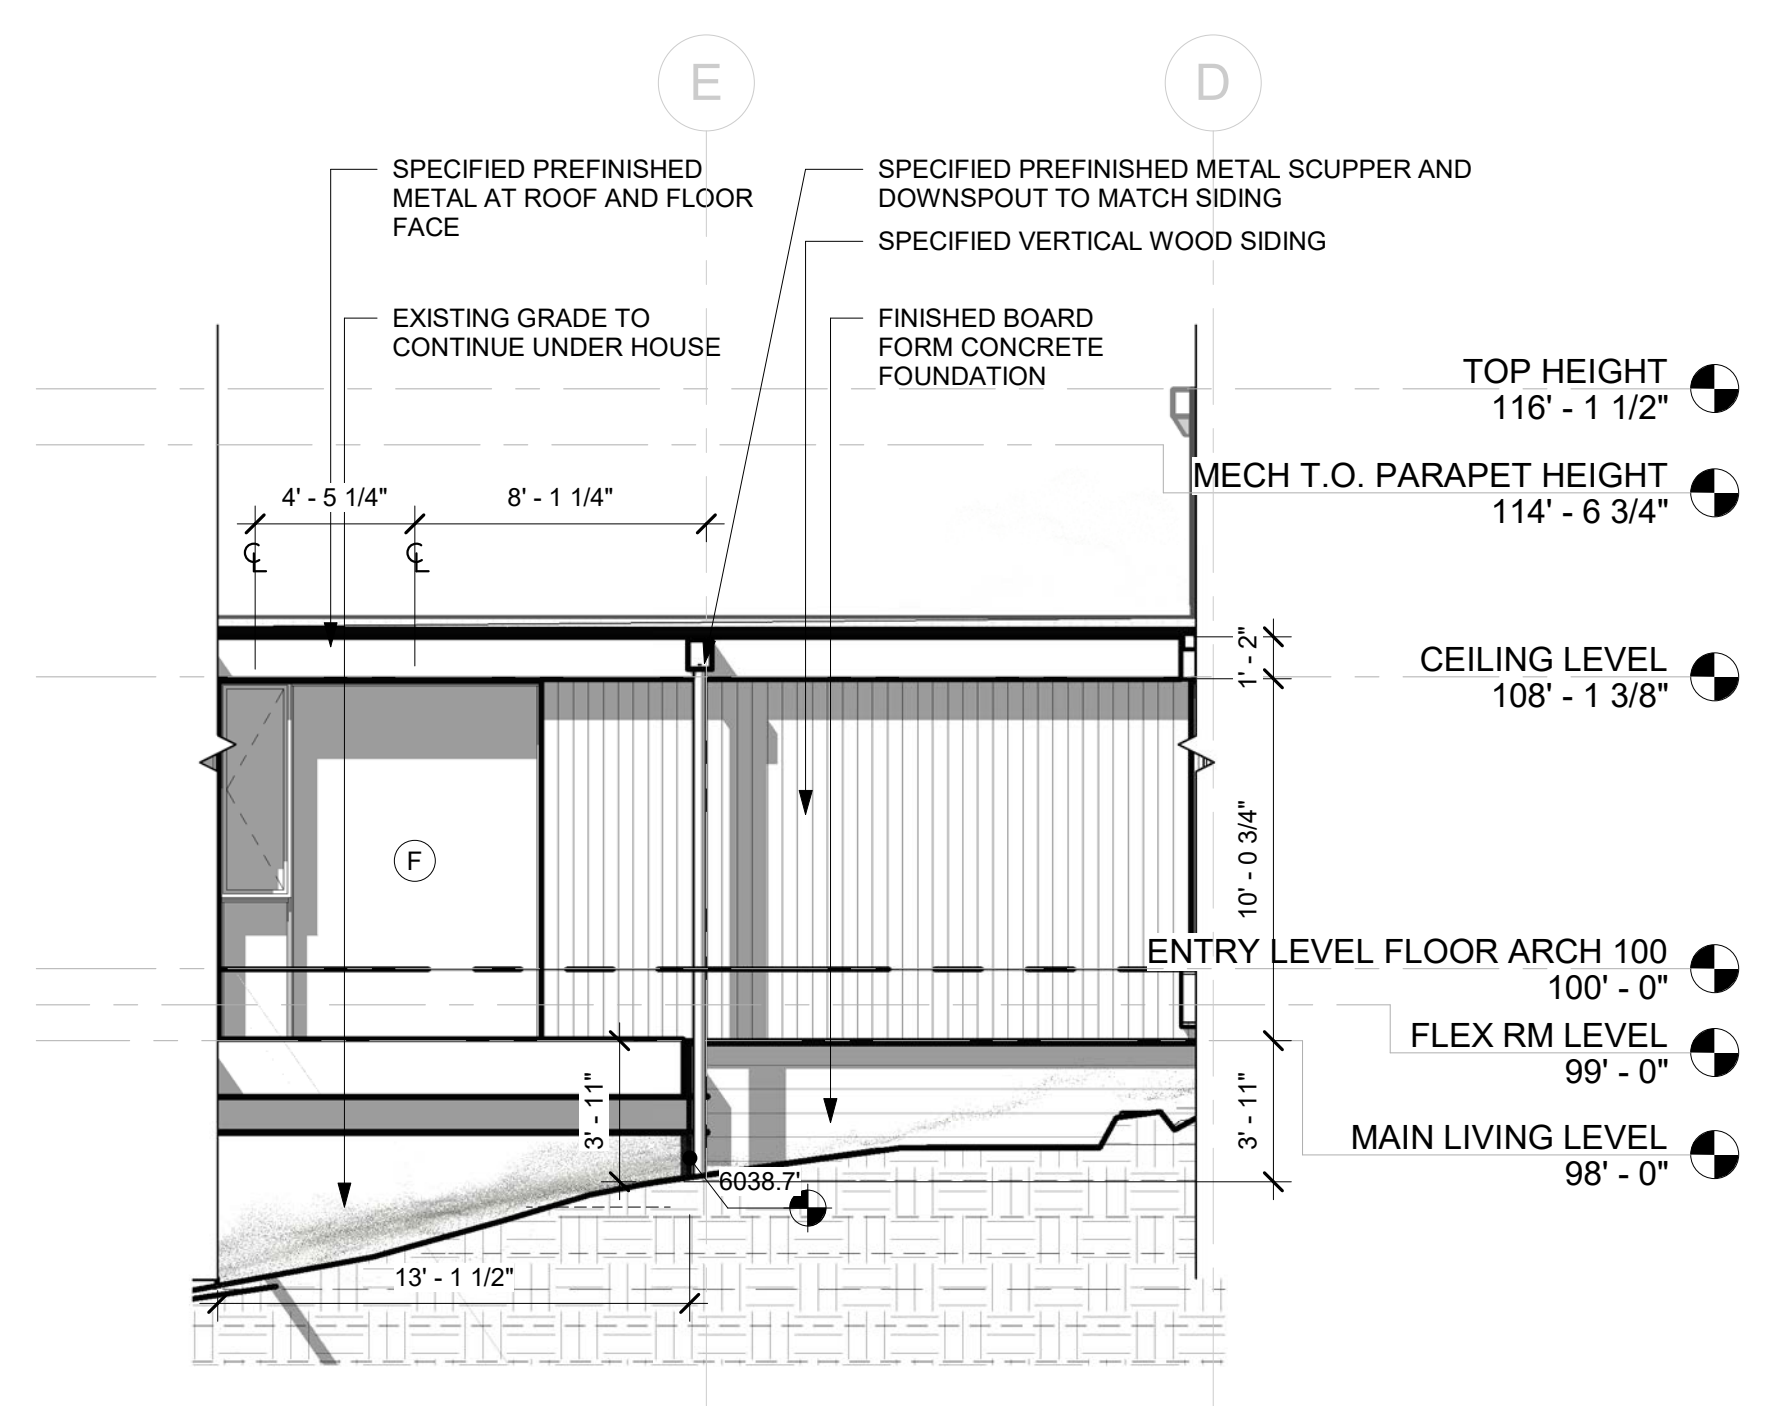 E
D
SPECIFIED PREFINISHED
METAL AT ROOF AND FLOOR
FACE
SPECIFIED PREFINISHED METAL SCUPPER AND
DOWNSPOUT TO MATCH SIDING
SPECIFIED VERTICAL WOOD SIDING
EXISTING GRADE TO
CONTINUE UNDER HOUSE
FINISHED BOARD
FORM CONCRETE
FOUNDATION
TOP HEIGHT
116' - 1 1/2"
MECH T.O. PARAPET HEIGHT
114' - 6 3/4"
4' - 5 1/4"
8' - 1 1/4"
CL
CL
1' - 2"
CEILING LEVEL
108' - 1 3/8"
10' - 0 3/4"
F
ENTRY LEVEL FLOOR ARCH 100
100' - 0"
FLEX RM LEVEL
99' - 0"
3' - 11"
3' - 11"
MAIN LIVING LEVEL
98' - 0"
6038.7'
13' - 1 1/2"